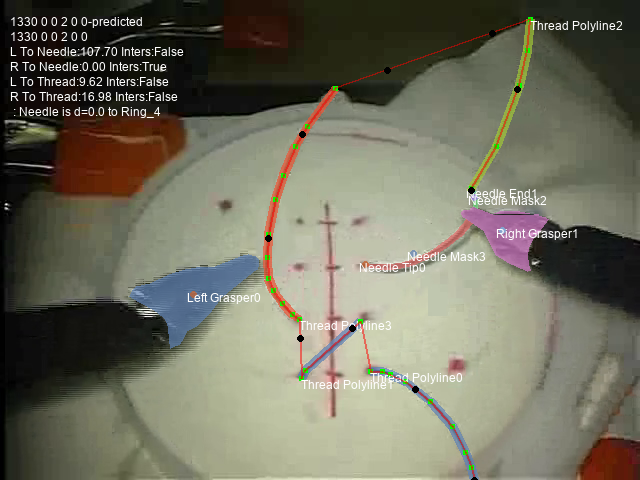 1330 0 0 2 0 0-predicted
1330 0 0 2 0 0
L To Needle:107.70 Inters:False
R To Needle:0.00 Inters:True
L To Thread:9.62 Inters:False
R To Thread:16.98 Inters:False
: Needle is d=0.0 to Ring_4
Thread Polyline2
Needle End1
Needle Mask2
Right Grasper1
Needle Mask3
Needle Tip0
Left Grasper0
Thread Polyline3
Thread Polyline1
Thread Polyline0